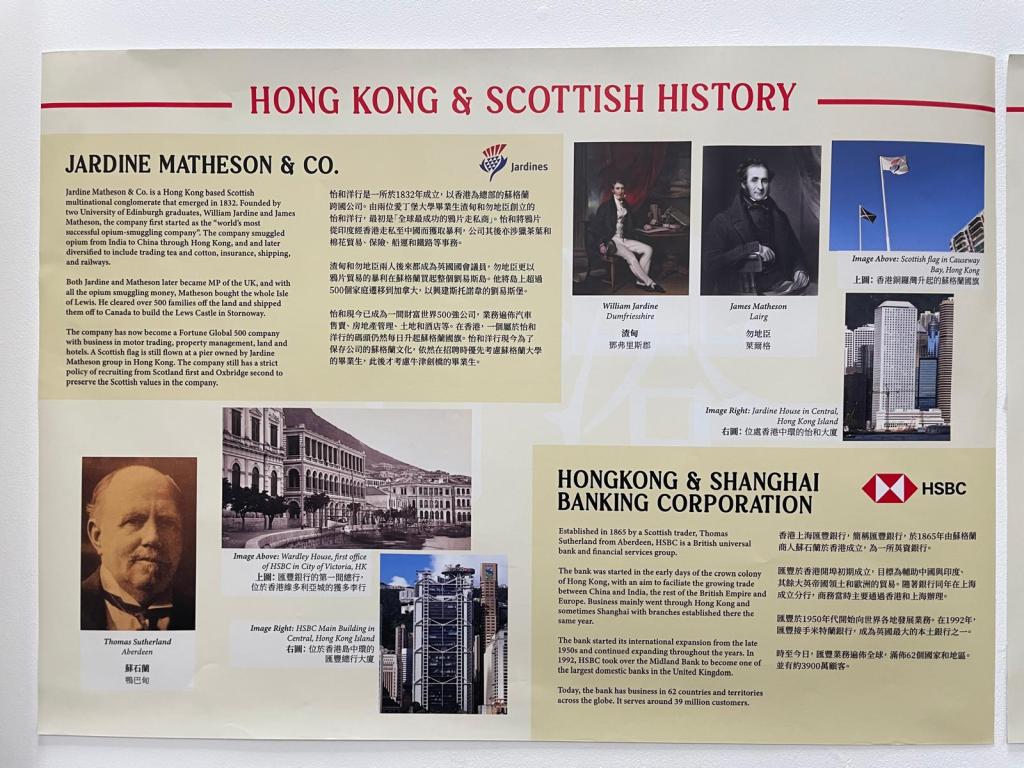 HONG KONG & SCOTTISH HISTORY
JARDINE MATHESON & CO.
Jardines
Jardine Matheson & Co. is a Hong Kong based Scottish
multinational conglomerate that emerged in 1832. Founded by
two University of Edinburgh graduates, William Jardine and James
Matheson, the company first started as the "world's most
successful opium-smuggling company". The company smuggled
opium from India to China through Hong Kong, and and later
diversified to include trading tea and cotton, insurance, shipping,
and railways.
Both Jardine and Matheson later became MP of the UK, and with
all the opium smuggling money, Matheson bought the whole Isle
of Lewis. He cleared over 500 families off the land and shipped
them off to Canada to build the Lews Castle in Stornoway.
The company has now become a Fortune Global 500 company
with business in motor trading, property management, land and
hotels. A Scottish flag is still flown at a pier owned by Jardine
Matheson group in Hong Kong. The company still has a strict
policy of recruiting from Scotland first and Oxbridge second to
preserve the Scottish values in the company.
怡和洋行是一所於1832年成立，以香港為總部的蘇格蘭
跨國公司。由兩位愛丁堡大學畢業生渣甸和勿地臣創立的
怡和洋行，最初是「全球最成功的鴉片走私商」。怡和將鴉片
從印度經香港走私至中國而獲取暴利，公司其後亦涉獵茶葉和
棉花貿易、保險、船運和鐵路等事務。
渣甸和勿地臣兩人後來都成為英國國會議員，勿地臣更以
鴉片貿易的暴利在蘇格蘭買起整個劉易斯島。他將島上超過
500個家庭遷移到加拿大，以興建斯托諾韋的劉易斯堡。
怡和現今已成為一間財富世界500強公司，業務遍佈汽車
售賣、房地產管理、土地和酒店等。在香港，一個屬於怡和
洋行的碼頭仍然每日升起蘇格蘭國旗。怡和洋行現今為了
保存公司的蘇格蘭文化，依然在招聘時優先考慮蘇格蘭大學
的畢業生，此後才考慮牛津劍橋的畢業生。
William Jardine
Dumfriesshire
渣甸
鄧弗里斯郡
James Matheson
Lairg
勿地臣
萊爾格
Image Above: Scottish flag in Causeway
Bay, Hong Kong
上圖：香港銅鑼灣升起的蘇格蘭國旗
Image Right: Jardine House in Central,
Hong Kong Island
右圖：位處香港中環的怡和大廈
Thomas Sutherland
Aberdeen
蘇石蘭
鴨巴甸
Image Above: Wardley House, first office
of HSBC in City of Victoria, HK
上圖：匯豐銀行的第一間總行，
位於香港維多利亞城的獲多李行
Image Right: HSBC Main Building in
Central, Hong Kong Island
右圖：位於香港島中環的
匯豐總行大廈
HONGKONG & SHANGHAI
BANKING CORPORATION
HSBC
Established in 1865 by a Scottish trader, Thomas
Sutherland from Aberdeen, HSBC is a British universal
bank and financial services group.
The bank was started in the early days of the crown colony
of Hong Kong, with an aim to faciliate the growing trade
between China and India, the rest of the British Empire and
Europe. Business mainly went through Hong Kong and
sometimes Shanghai with branches established there the
same year.
The bank started its international expansion from the late
1950s and continued expanding throughout the years. In
1992, HSBC took over the Midland Bank to become one of
the largest domestic banks in the United Kingdom.
Today, the bank has business in 62 countries and territories
across the globe. It serves around 39 million customers.
香港上海匯豐銀行，簡稱匯豐銀行，於1865年由蘇格蘭
商人蘇石蘭於香港成立，為一所英資銀行。
匯豐於香港開埠初期成立，目標為輔助中國與印度、
其餘大英帝國領土和歐洲的貿易。隨著銀行同年在上海
成立分行，商務當時主要通過香港和上海辦理。
匯豐於1950年代開始向世界各地發展業務。在1992年，
匯豐接手米特蘭銀行，成為英國最大的本土銀行之一。
時至今日，匯豐業務遍佈全球，滿佈62個國家和地區，
並有約3900萬顧客。